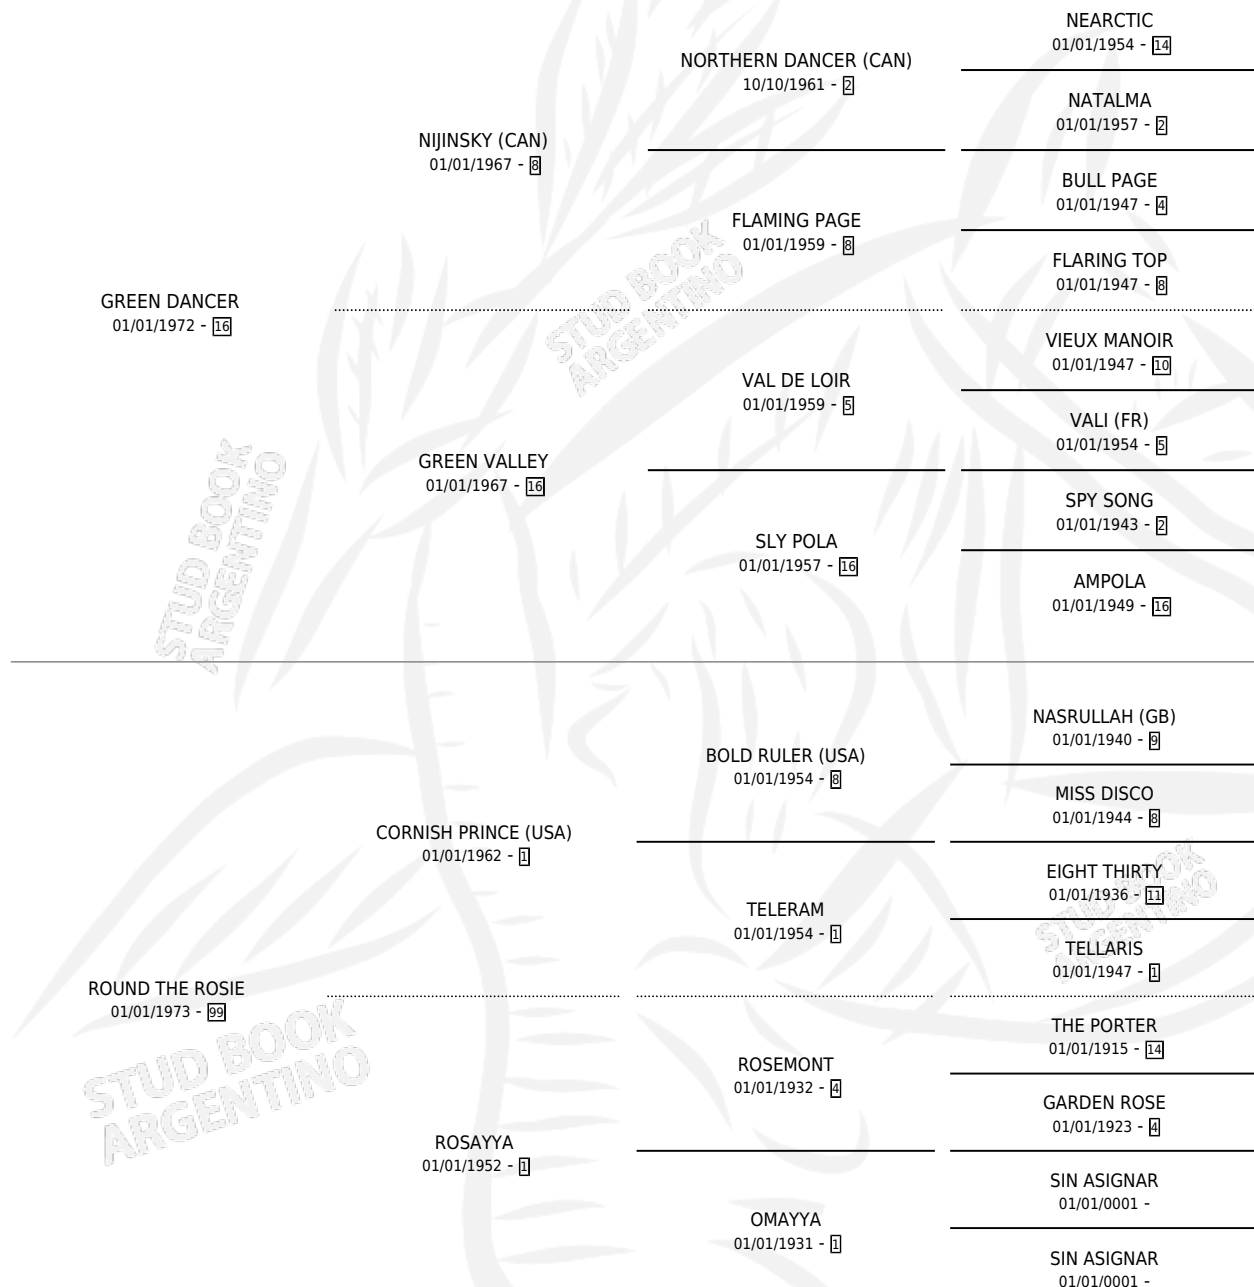 NEARCTIC
01/01/1954 - 14
NORTHERN DANCER (CAN)
10/10/1961 - 2
NATALMA
01/01/1957 - 2
NIJINSKY (CAN)
01/01/1967 - 8
BULL PAGE
01/01/1947 - 4
FLAMING PAGE
01/01/1959 - 8
FLARING TOP
01/01/1947 - 8
GREEN DANCER
01/01/1972 - 16
VIEUX MANOIR
01/01/1947 - 10
VAL DE LOIR
01/01/1959 - 5
VALI (FR)
01/01/1954 - 5
GREEN VALLEY
01/01/1967 - 16
SPY SONG
01/01/1943 - 2
SLY POLA
01/01/1957 - 16
AMPOLA
01/01/1949 - 16
NASRULLAH (GB)
01/01/1940 - 9
BOLD RULER (USA)
01/01/1954 - 8
MISS DISCO
01/01/1944 - 8
CORNISH PRINCE (USA)
01/01/1962 - 1
EIGHT THIRTY
01/01/1936 - 11
TELERAM
01/01/1954 - 1
TELLARIS
01/01/1947 - 1
ROUND THE ROSIE
01/01/1973 - 99
THE PORTER
01/01/1915 - 14
ROSEMONT
01/01/1932 - 4
GARDEN ROSE
01/01/1923 - 4
ROSAYYA
01/01/1952 - 1
SIN ASIGNAR
01/01/0001 -
OMAYYA
01/01/1931 - 1
SIN ASIGNAR
01/01/0001 -
STUD BOOK
ARGENTINO
STUD BOOK
ARGENTINO
STUD BOOK
ARGENTINO
STUD BOOK
ARGENTINO